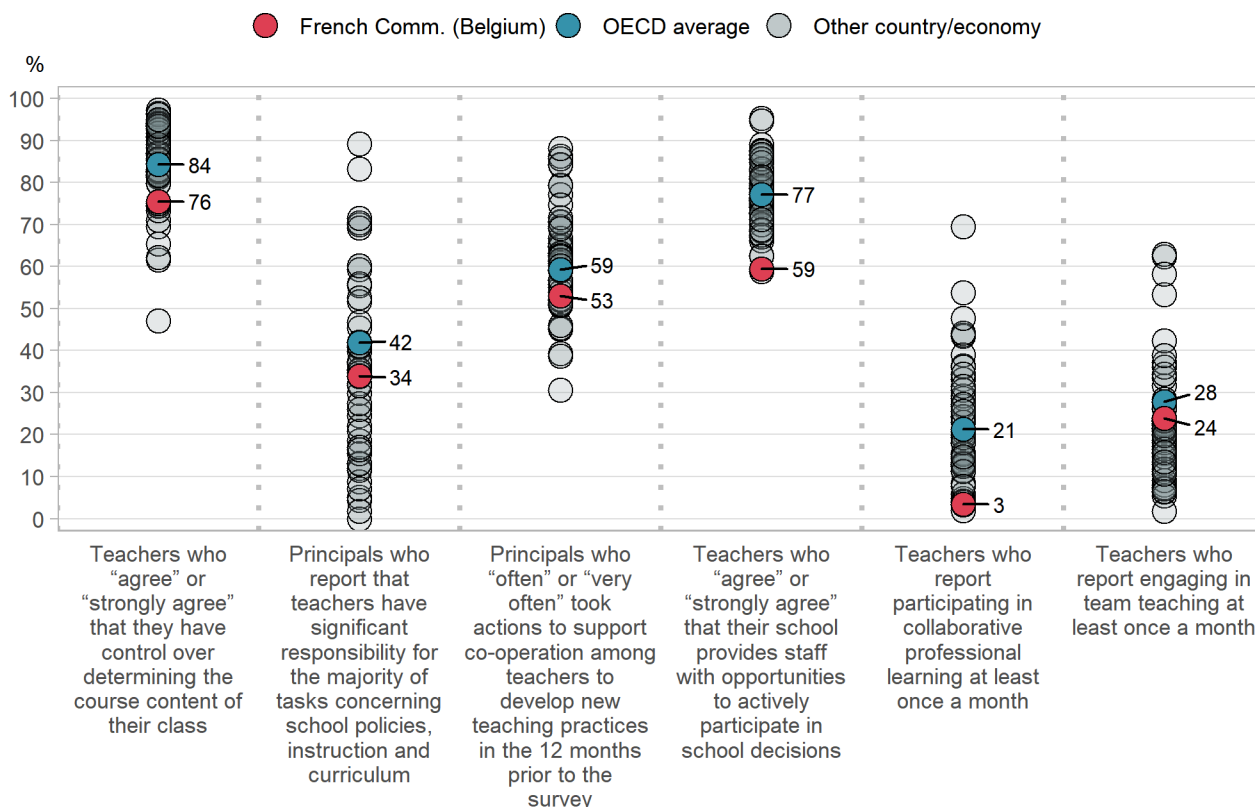 French Comm. (Belgium) OECD average Other country/economy
%
100
90
80
70
60
50
40
30
20
10
0
84
76
42
34
59
53
77
59
21
3
28
24
Teachers who
“agree” or
“strongly agree”
that they have
control over
determining the
course content of
their class
Principals who
report that
teachers have
significant
responsibility for
the majority of
tasks concerning
school policies,
instruction and
curriculum
Principals who
“often” or “very
often” took
actions to support
co-operation among
teachers to
develop new
teaching practices
in the 12 months
prior to the
survey
Teachers who
“agree” or
“strongly agree”
that their school
provides staff
with opportunities
to actively
participate in
school decisions
Teachers who
report
participating in
collaborative
professional
learning at least
once a month
Teachers who
report engaging in
team teaching at
least once a month